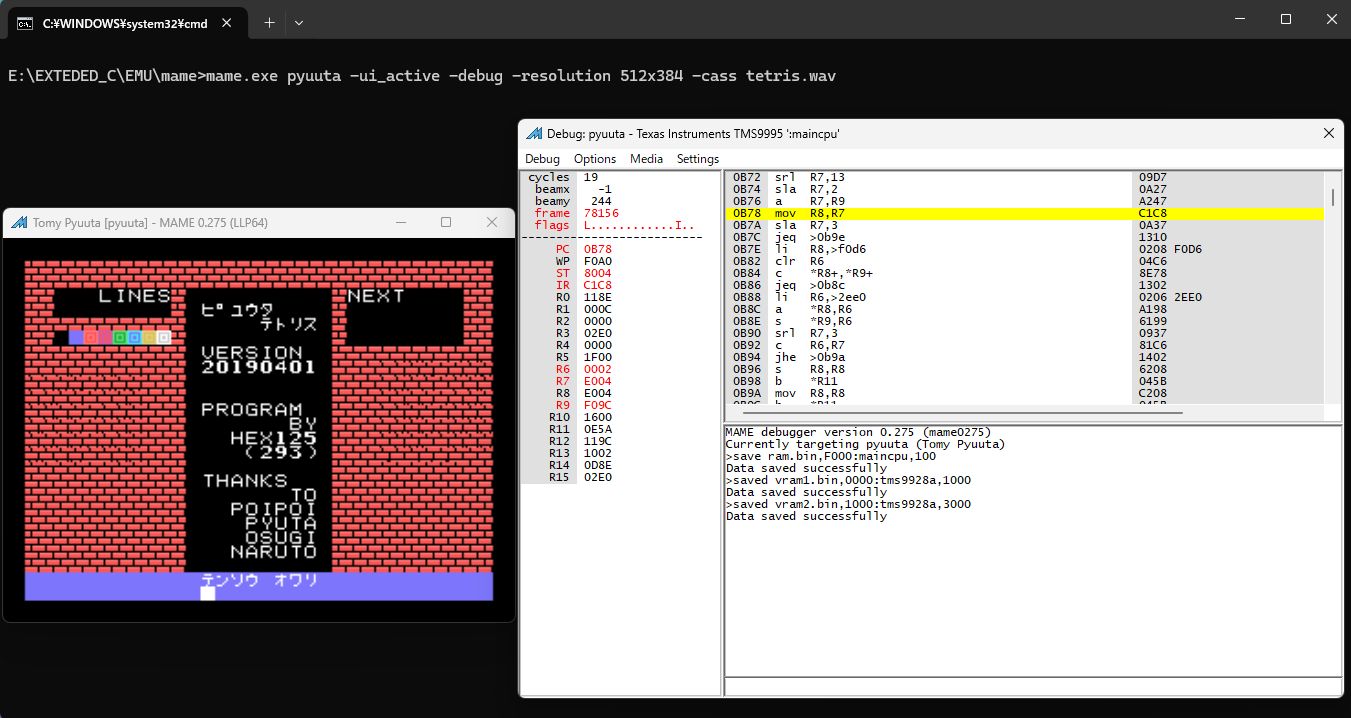 C:¥WINDOWS¥system32¥cmd
E:\EXTEDED_C\EMU\mame>mame.exe pyuuta -ui_active -debug -resolution 512x384 -cass tetris.wav
Tomy Pyuuta [pyuuta] - MAME 0.275 (LLP64)
LINES
NEXT
ピュウタ
テトリス
VERSION
20190401
PROGRAM
BY
HEX125
(293)
THANKS
TO
POIPOI
PYUTA
OSUGI
NARUTO
テンソウ オワリ
Debug: pyuuta - Texas Instruments TMS9995 ':maincpu'
Debug Options Media Settings
cycles 19
beamx -1
beamy 244
frame 78156
flags L............I..
PC 0B78
WP F0A0
ST 8004
IR C1C8
R0 118E
R1 000C
R2 0000
R3 02E0
R4 0000
R5 1F00
R6 0002
R7 E004
R8 E004
R9 F09C
R10 1600
R11 0E5A
R12 119C
R13 1002
R14 0D8E
R15 02E0
0B72 srl R7,13 09D7
0B74 sla R7,2 0A27
0B76 a R7,R9 A247
0B78 mov R8,R7 C1C8
0B7A sla R7,3 0A37
0B7C jeq >0b9e 1310
0B7E li R8,>f0d6 0208 F0D6
0B82 clr R6 04C6
0B84 c *R8+,*R9+ 8E78
0B86 jeq >0b8c 1302
0B88 li R6,>2ee0 0206 2EE0
0B8C a *R8,R6 A198
0B8E s *R9,R6 6199
0B90 srl R7,3 0937
0B92 c R6,R7 81C6
0B94 jhe >0b9a 1402
0B96 s R8,R8 6208
0B98 b *R11 045B
0B9A mov R8,R8 C208
MAME debugger version 0.275 (mame0275)
Currently targeting pyuuta (Tomy Pyuuta)
>save ram.bin,F000:maincpu,100
Data saved successfully
>saved vram1.bin,0000:tms9928a,1000
Data saved successfully
>saved vram2.bin,1000:tms9928a,3000
Data saved successfully